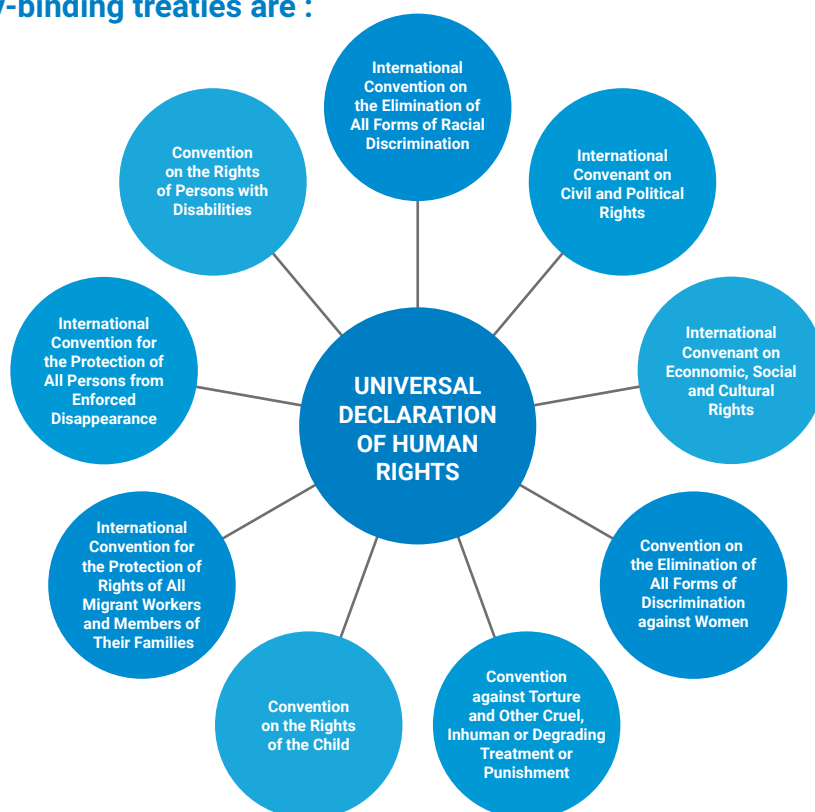 y-binding treaties are :
International
Convention on
the Elimination of
All Forms of Racial
Discrimination
International
Convenant on
Civil and Political
Rights
International
Convenant on
Econnomic, Social
and Cultural
Rights
Convention on
the Elimination of
All Forms of
Discrimination
against Women
Convention
against Torture
and Other Cruel,
Inhuman or Degrading
Treatment or
Punishment
Convention
on the Rights
of the Child
International
Convention for
the Protection of
Rights of All
Migrant Workers
and Members of
Their Families
International
Convention for
the Protection of
All Persons from
Enforced
Disappearance
Convention
on the Rights
of Persons with
Disabilities
UNIVERSAL
DECLARATION
OF HUMAN
RIGHTS